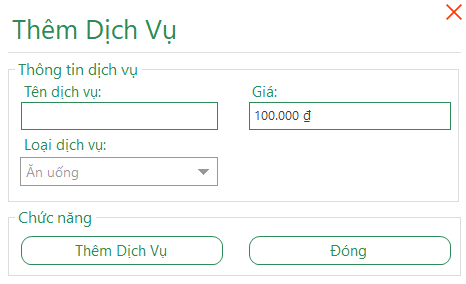 Thêm Dịch Vụ
Thông tin dịch vụ
Tên dịch vụ:
Giá:
100.000 ₫
Loại dịch vụ:
Ăn uống
Chức năng
Thêm Dịch Vụ
Đóng